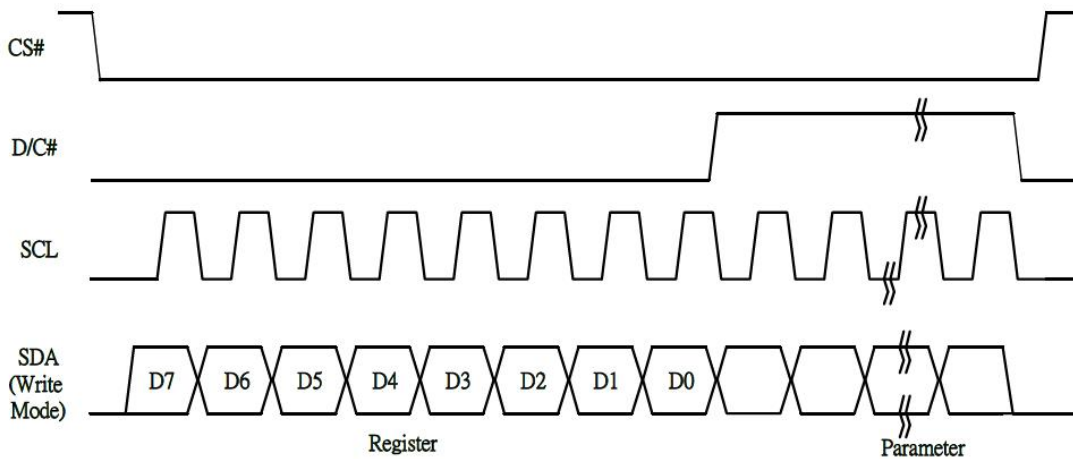 CS#
D/C#
SCL
SDA
(Write
Mode)
D7 D6 D5 D4 D3 D2 D1 D0
Register Parameter